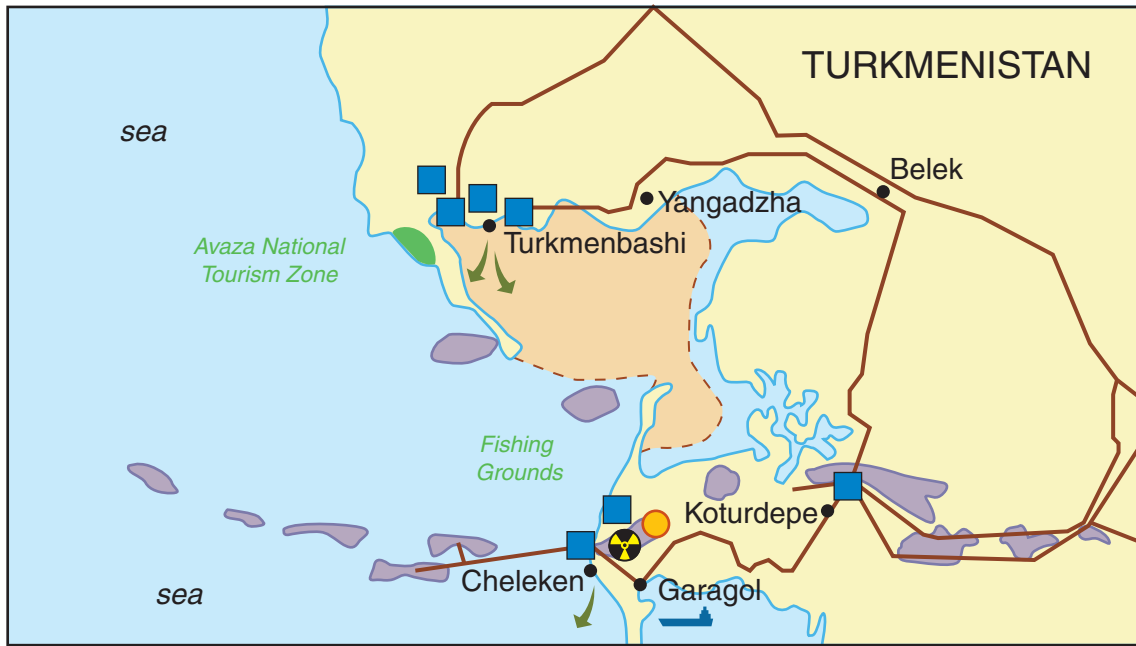 TURKMENISTAN
sea
Belek
Yangadzha
Turkmenbashi
Avaza National
Tourism Zone
Fishing
Grounds
Koturdepe
Cheleken
Garagol
sea